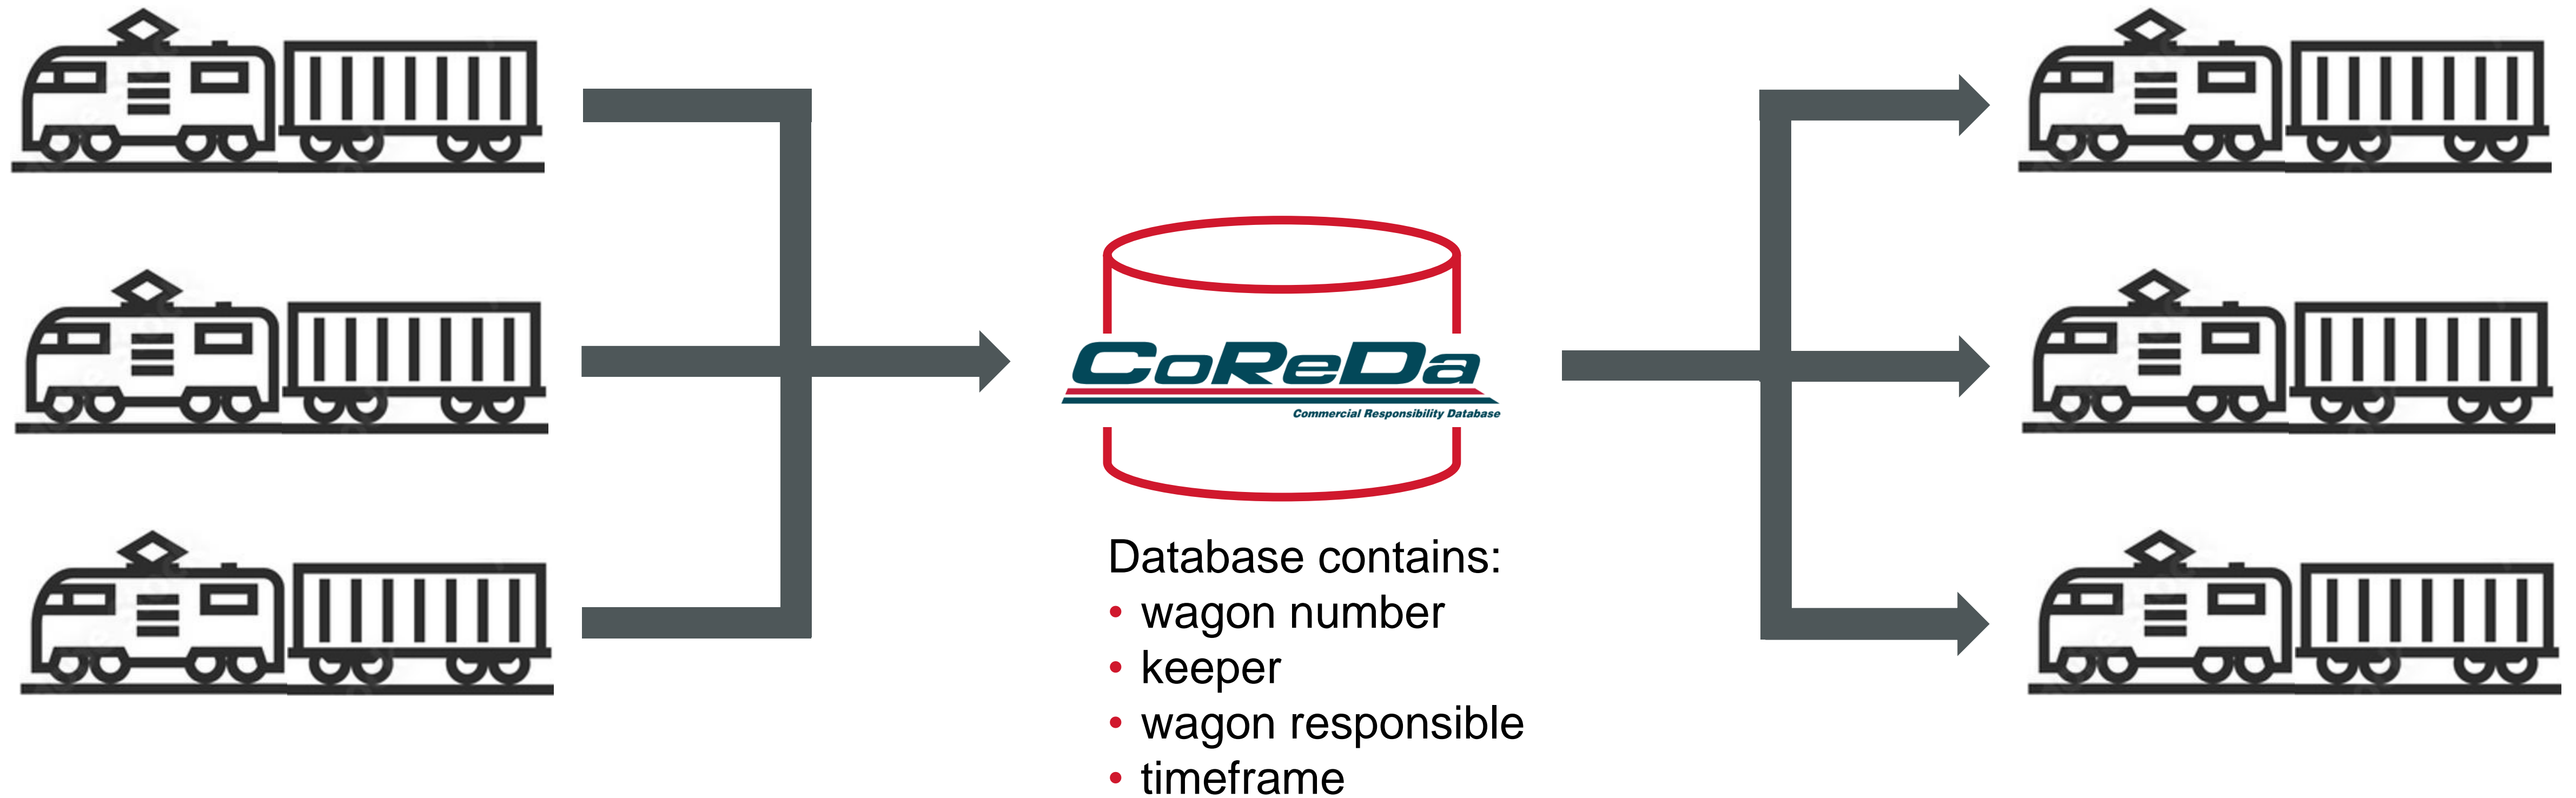 CoReDa
Commercial Responsibility Database
Database contains:
• wagon number
• keeper
• wagon responsible
• timeframe